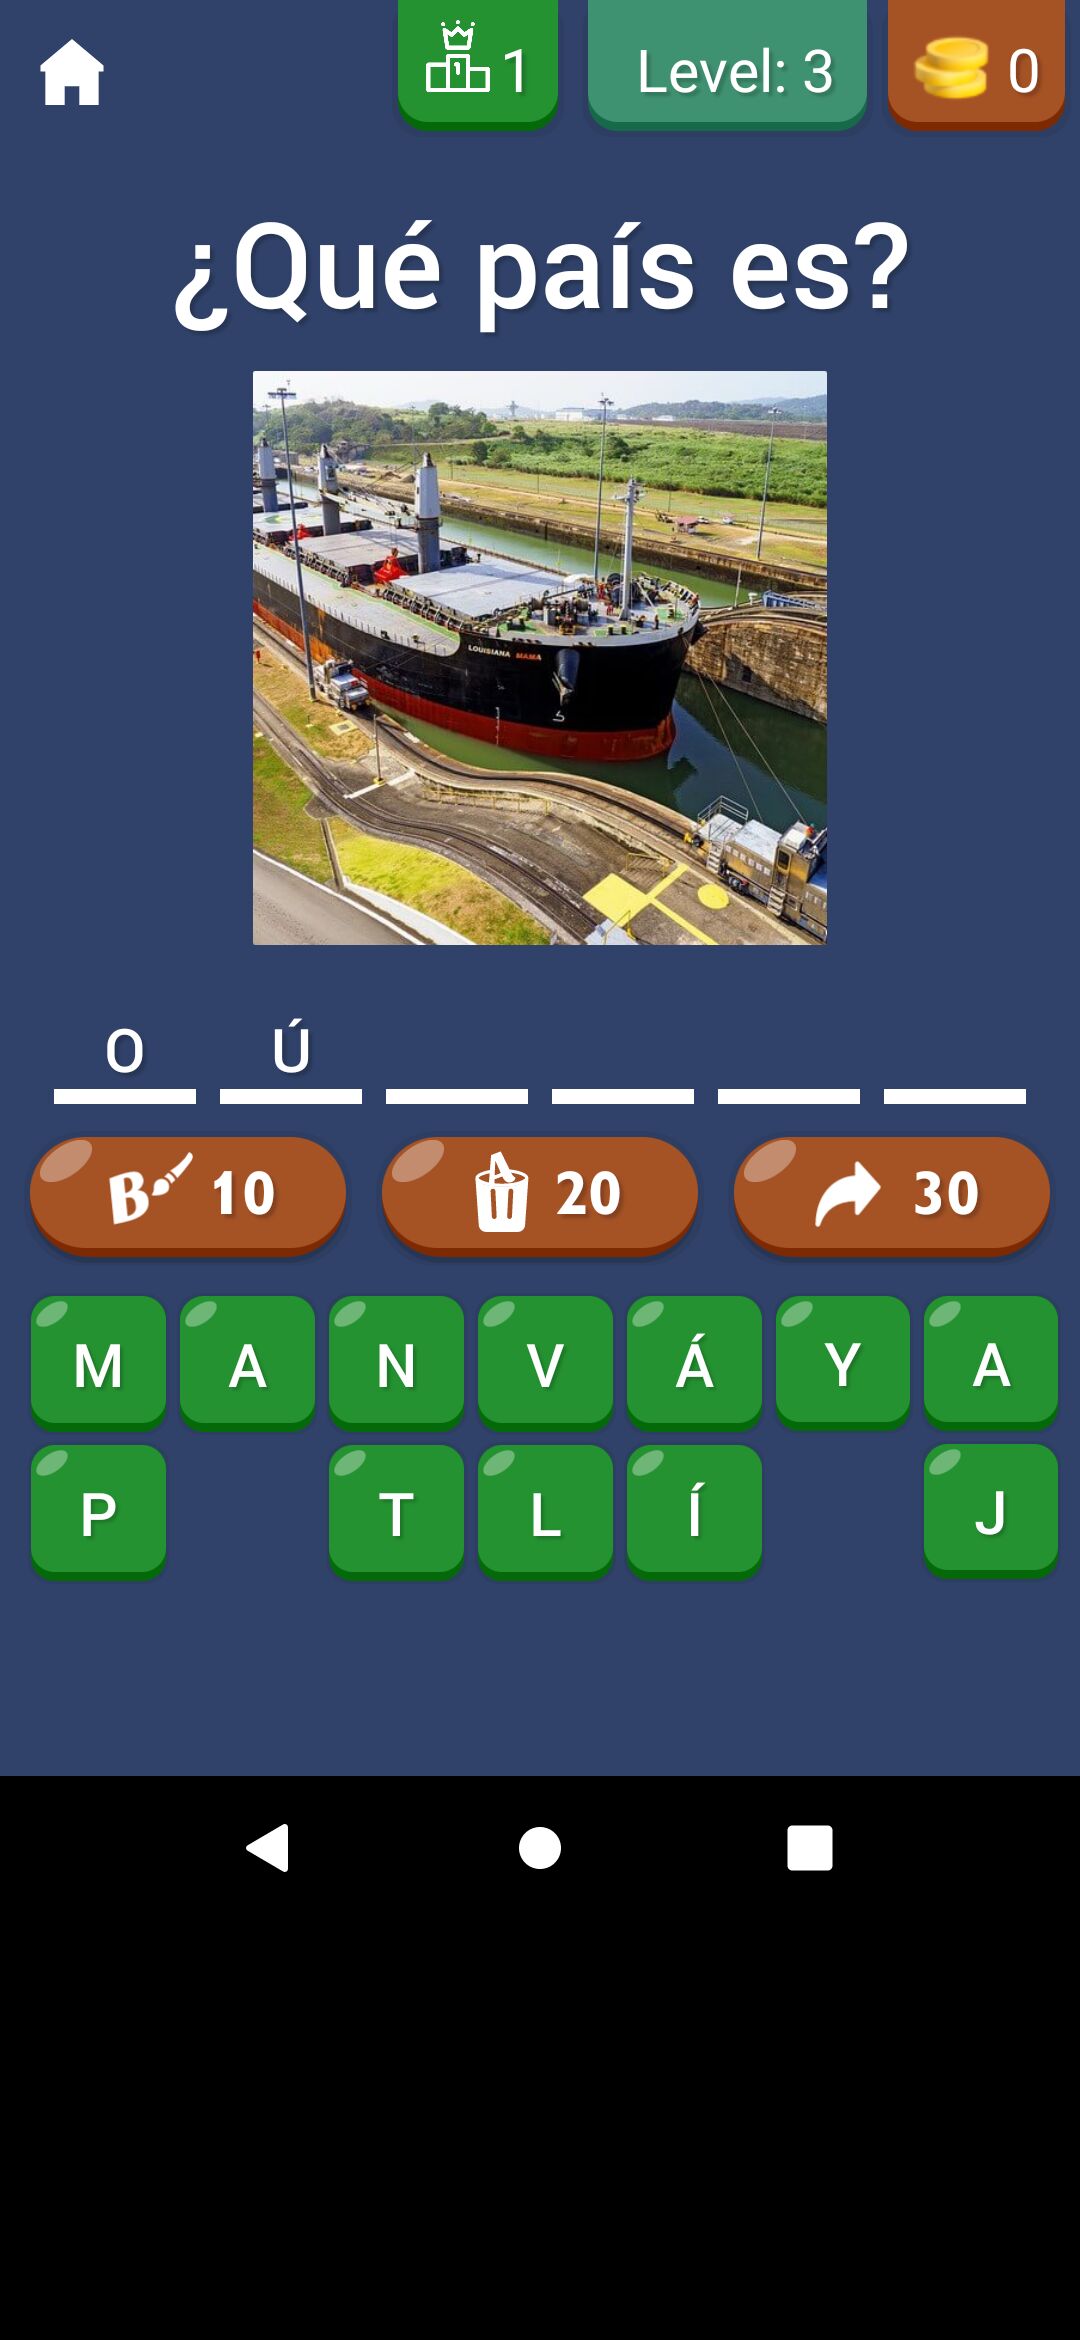 1 Level: 3 0
¿Qué país es?
LOUISIANA MAMA
O Ú
B 10 20 30
M A N V Á Y A
P T L Í J